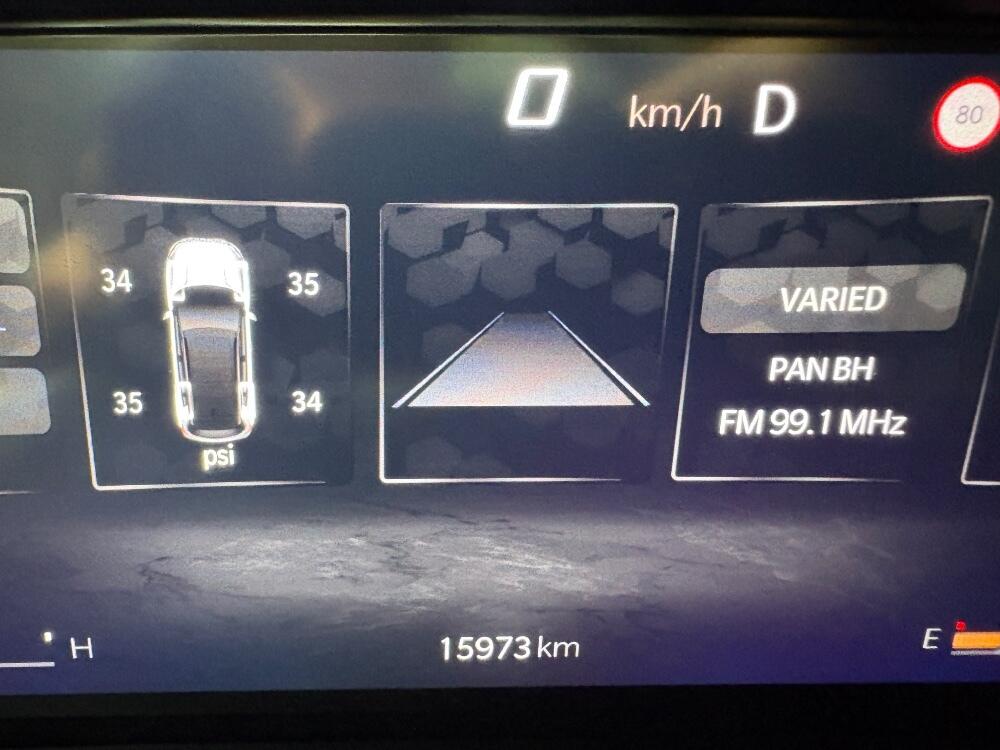 0 km/h D 80
34 35
35 34
psi
VARIED
PAN BH
FM 99.1 MHz
H 15973 km E